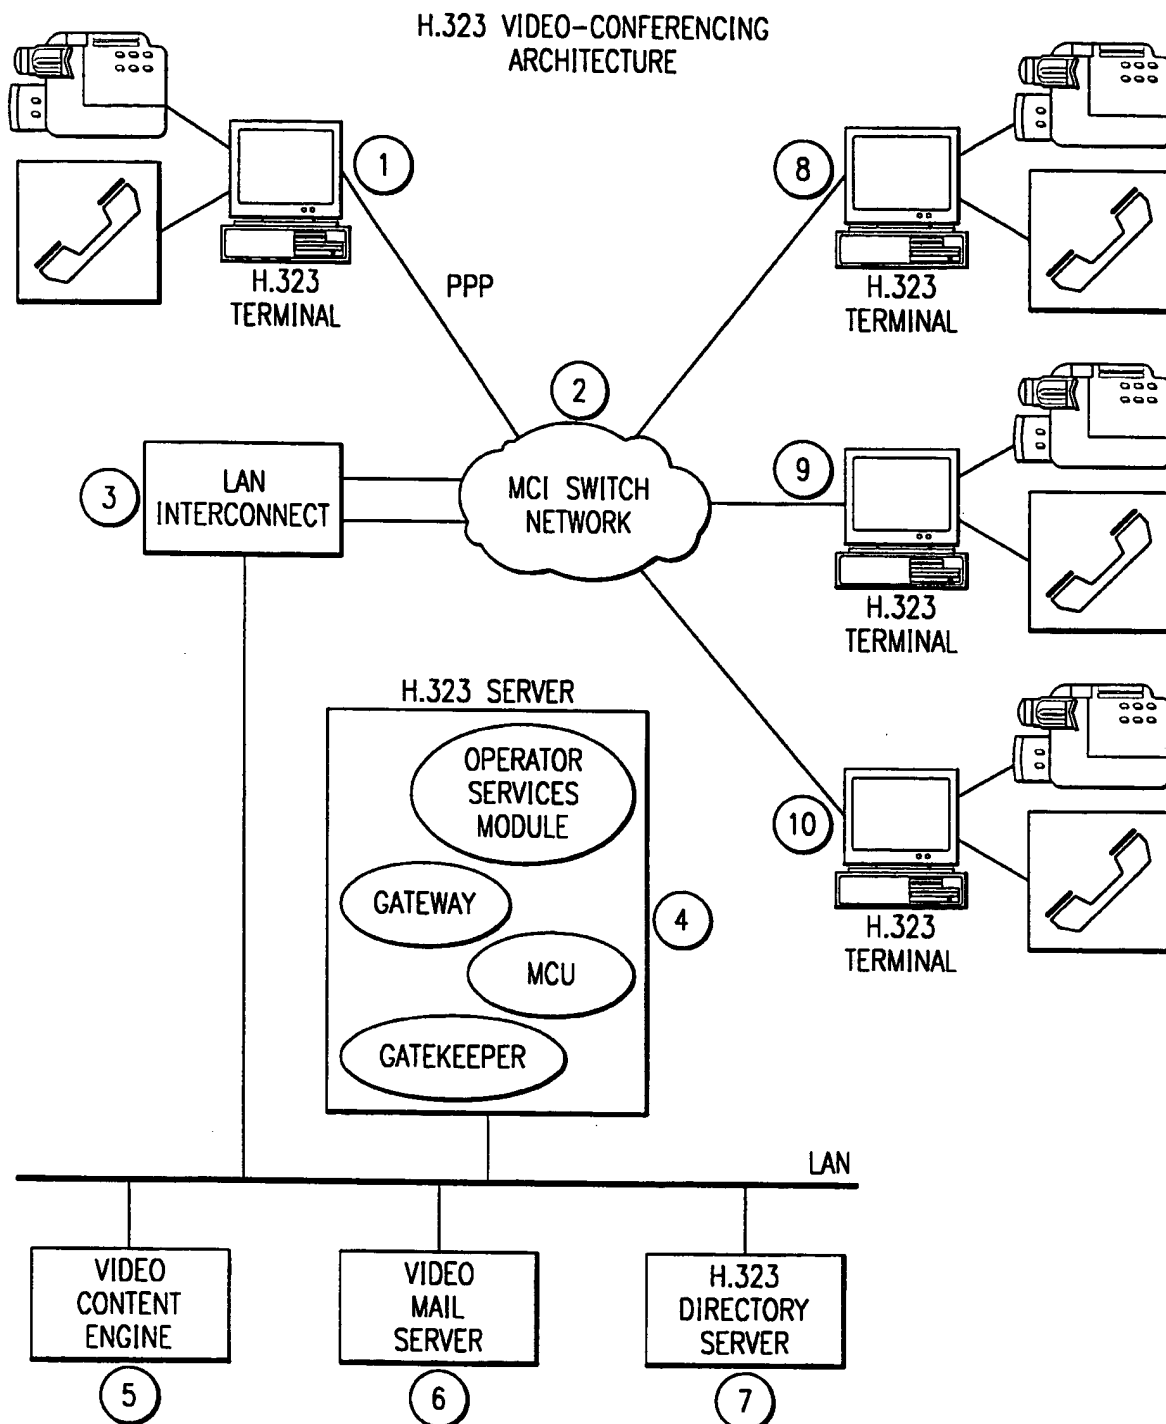 H.323 VIDEO-CONFERENCING
ARCHITECTURE
1
H.323
TERMINAL
PPP
8
H.323
TERMINAL
2
MCI SWITCH
NETWORK
3
LAN
INTERCONNECT
9
H.323
TERMINAL
H.323 SERVER
OPERATOR
SERVICES
MODULE
GATEWAY
MCU
GATEKEEPER
4
10
H.323
TERMINAL
LAN
VIDEO
CONTENT
ENGINE
5
VIDEO
MAIL
SERVER
6
H.323
DIRECTORY
SERVER
7